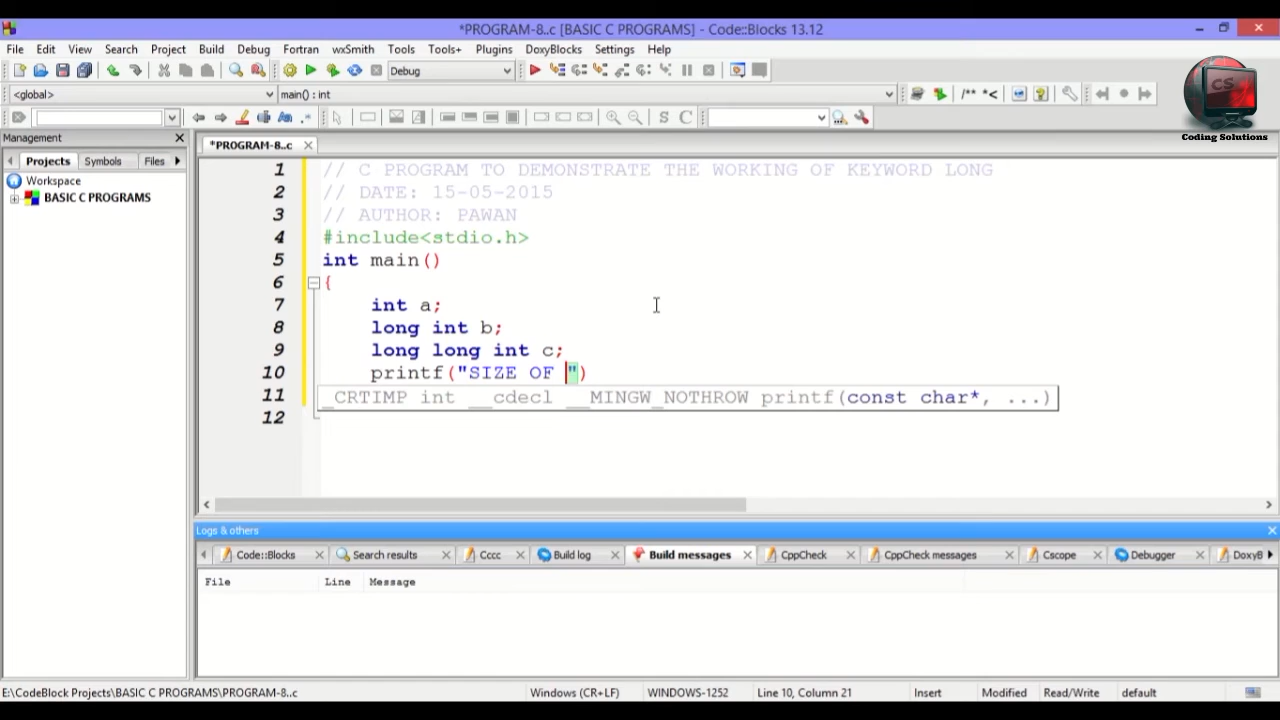 *PROGRAM-8..c [BASIC C PROGRAMS] - Code::Blocks 13.12
File Edit View Search Project Build Debug Fortran wxSmith Tools Tools+ Plugins DoxyBlocks Settings Help
Debug
<global> main() : int
/** *<
CS
Coding Solutions
S C
Management
*PROGRAM-8..c
Projects Symbols Files
Workspace
BASIC C PROGRAMS
1 // C PROGRAM TO DEMONSTRATE THE WORKING OF KEYWORD LONG
2 // DATE: 15-05-2015
3 // AUTHOR: PAWAN
4 #include<stdio.h>
5 int main()
6 {
7 int a;
8 long int b;
9 long long int c;
10 printf("SIZE OF ")
11 _CRTIMP int __cdecl __MINGW_NOTHROW printf(const char*, ...)
12
Logs & others
Code::Blocks Search results Cccc Build log Build messages CppCheck CppCheck messages Cscope Debugger DoxyB
File Line Message
E:\CodeBlock Projects\BASIC C PROGRAMS\PROGRAM-8..c Windows (CR+LF) WINDOWS-1252 Line 10, Column 21 Insert Modified Read/Write default